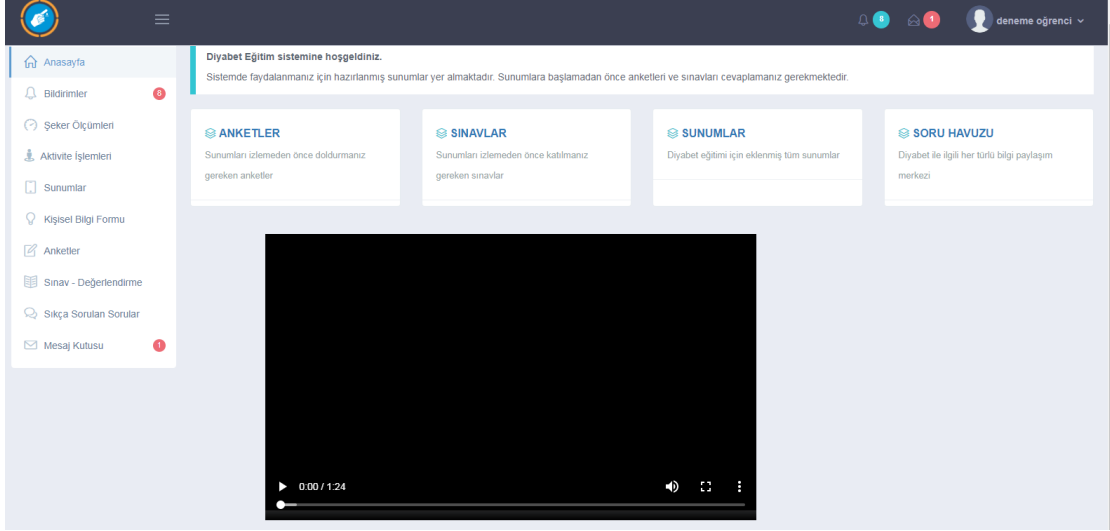 8
1
deneme oğrenci
Anasayfa
Bildirimler
8
Şeker Ölçümleri
Aktivite İşlemleri
Sunumlar
Kişisel Bilgi Formu
Anketler
Sınav - Değerlendirme
Sıkça Sorulan Sorular
Mesaj Kutusu
1
Diyabet Eğitim sistemine hoşgeldiniz.
Sistemde faydalanmanız için hazırlanmış sunumlar yer almaktadır. Sunumlara başlamadan önce anketleri ve sınavları cevaplamanız gerekmektedir.
ANKETLER
Sunumları izlemeden önce doldurmanız
gereken anketler
SINAVLAR
Sunumları izlemeden önce katılmanız
gereken sınavlar
SUNUMLAR
Diyabet eğitimi için eklenmiş tüm sunumlar
SORU HAVUZU
Diyabet ile ilgili her türlü bilgi paylaşım
merkezi
0:00 / 1:24